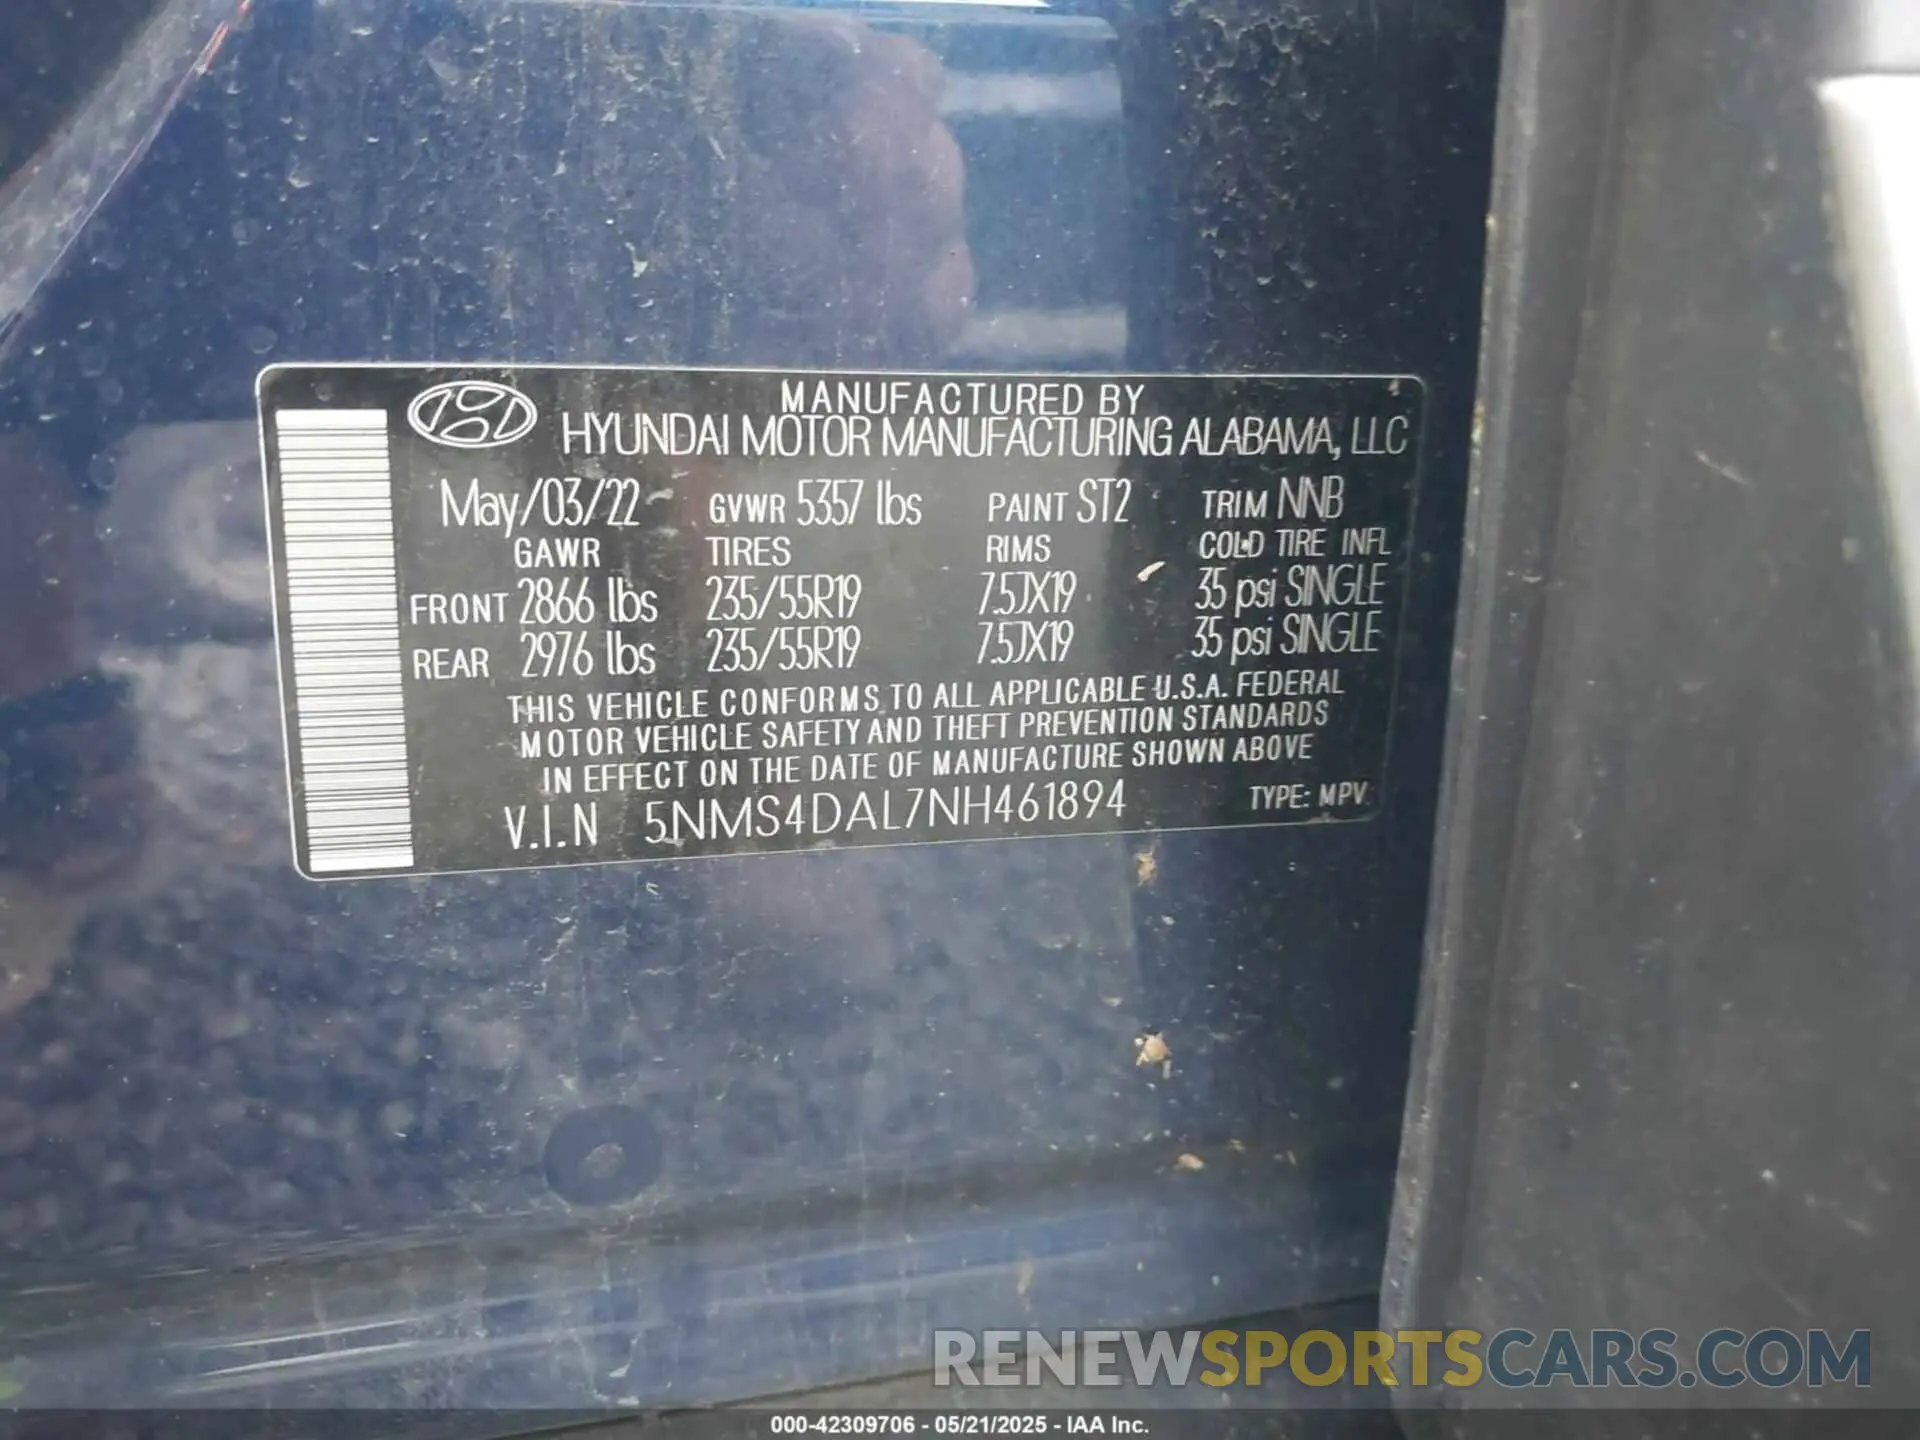 MANUFACTURED BY
HYUNDAI MOTOR MANUFACTURING ALABAMA, LLC
May/03/22 GVWR 5357 lbs PAINT ST2 TRIM NNB
GAWR TIRES RIMS COLD TIRE INFL
FRONT 2866 lbs 235/55R19 7.5JX19 35 psi SINGLE
REAR 2976 lbs 235/55R19 7.5JX19 35 psi SINGLE
THIS VEHICLE CONFORMS TO ALL APPLICABLE U.S.A. FEDERAL
MOTOR VEHICLE SAFETY AND THEFT PREVENTION STANDARDS
IN EFFECT ON THE DATE OF MANUFACTURE SHOWN ABOVE
V.I.N 5NMS4DAL7NH461894 TYPE: MPV
RENEWSPORTSCARS.COM
000-42309706 - 05/21/2025 - IAA Inc.